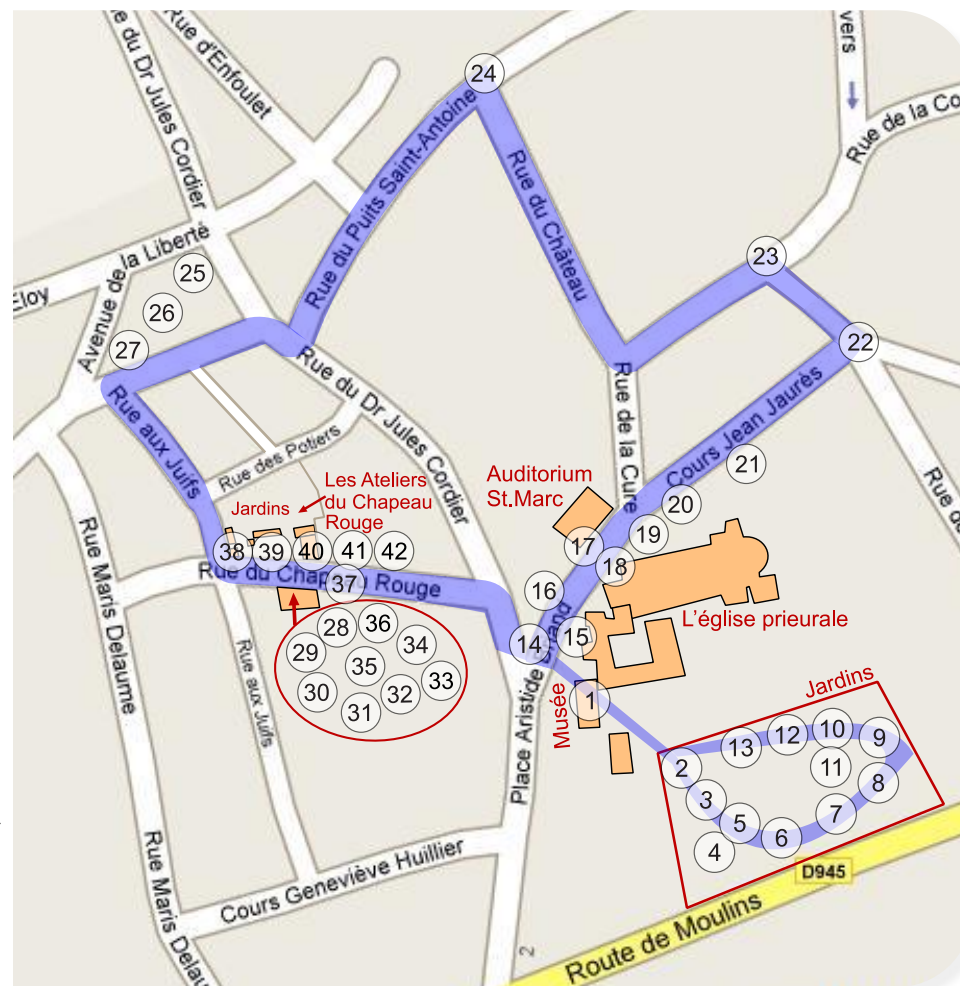 e du Dr Jules Cordier
Rue d'Enfoulet
24
vers
Rue de la Co
Rue du Puits Saint-Antoine
Rue du Château
Avenue de la Liberté
Eloy
25
26
27
23
22
Rue du Dr Jules Cordier
Rue de la Cure
Cours Jean Jaurès
Rue aux Juifs
Rue des Potiers
Rue d
21
20
19
18
17
16
15
14
Auditorium
St.Marc
Les Ateliers
du Chapeau
Rouge
Jardins
38
39
40
41
42
Rue du Chapeau Rouge
37
28
36
29
34
35
33
30
32
31
Rue Maris Delaume
Rue aux Juifs
L'église prieurale
Place Aristide Briand
Musée
1
Jardins
2
13
12
10
9
11
8
3
5
7
6
4
D945
Route de Moulins
Cours Geneviève Huillier
Rue Maris Delau
2